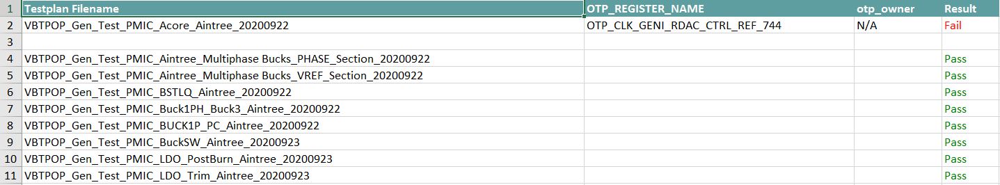 1 Testplan Filename OTP_REGISTER_NAME otp_owner Result
2 VBTPOP_Gen_Test_PMIC_Acore_Aintree_20200922 OTP_CLK_GENI_RDAC_CTRL_REF_744 N/A Fail
3
4 VBTPOP_Gen_Test_PMIC_Aintree_Multiphase Bucks_PHASE_Section_20200922 Pass
5 VBTPOP_Gen_Test_PMIC_Aintree_Multiphase Bucks_VREF_Section_20200922 Pass
6 VBTPOP_Gen_Test_PMIC_BSTLQ_Aintree_20200922 Pass
7 VBTPOP_Gen_Test_PMIC_Buck1PH_Buck3_Aintree_20200922 Pass
8 VBTPOP_Gen_Test_PMIC_BUCK1P_PC_Aintree_20200922 Pass
9 VBTPOP_Gen_Test_PMIC_BuckSW_Aintree_20200923 Pass
10 VBTPOP_Gen_Test_PMIC_LDO_PostBurn_Aintree_20200923 Pass
11 VBTPOP_Gen_Test_PMIC_LDO_Trim_Aintree_20200923 Pass